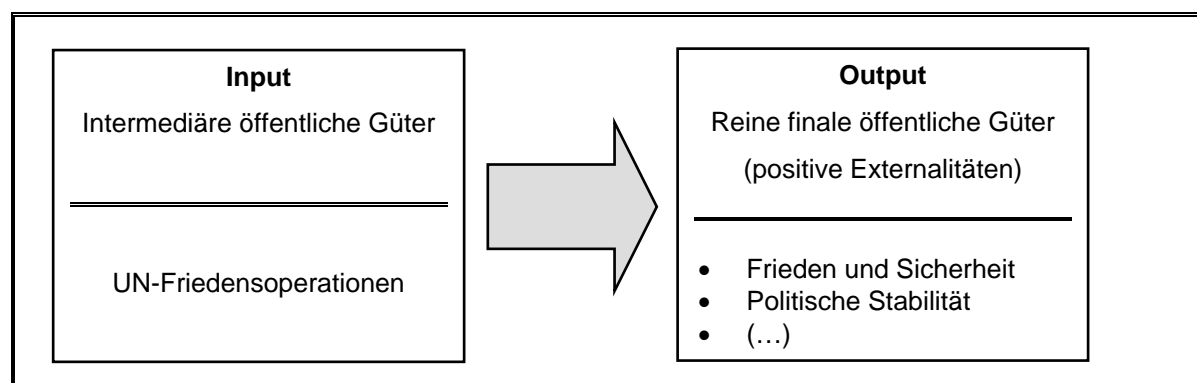 Input
Intermediäre öffentliche Güter
UN-Friedensoperationen
Output
Reine finale öffentliche Güter
(positive Externalitäten)
• Frieden und Sicherheit
• Politische Stabilität
• (…)